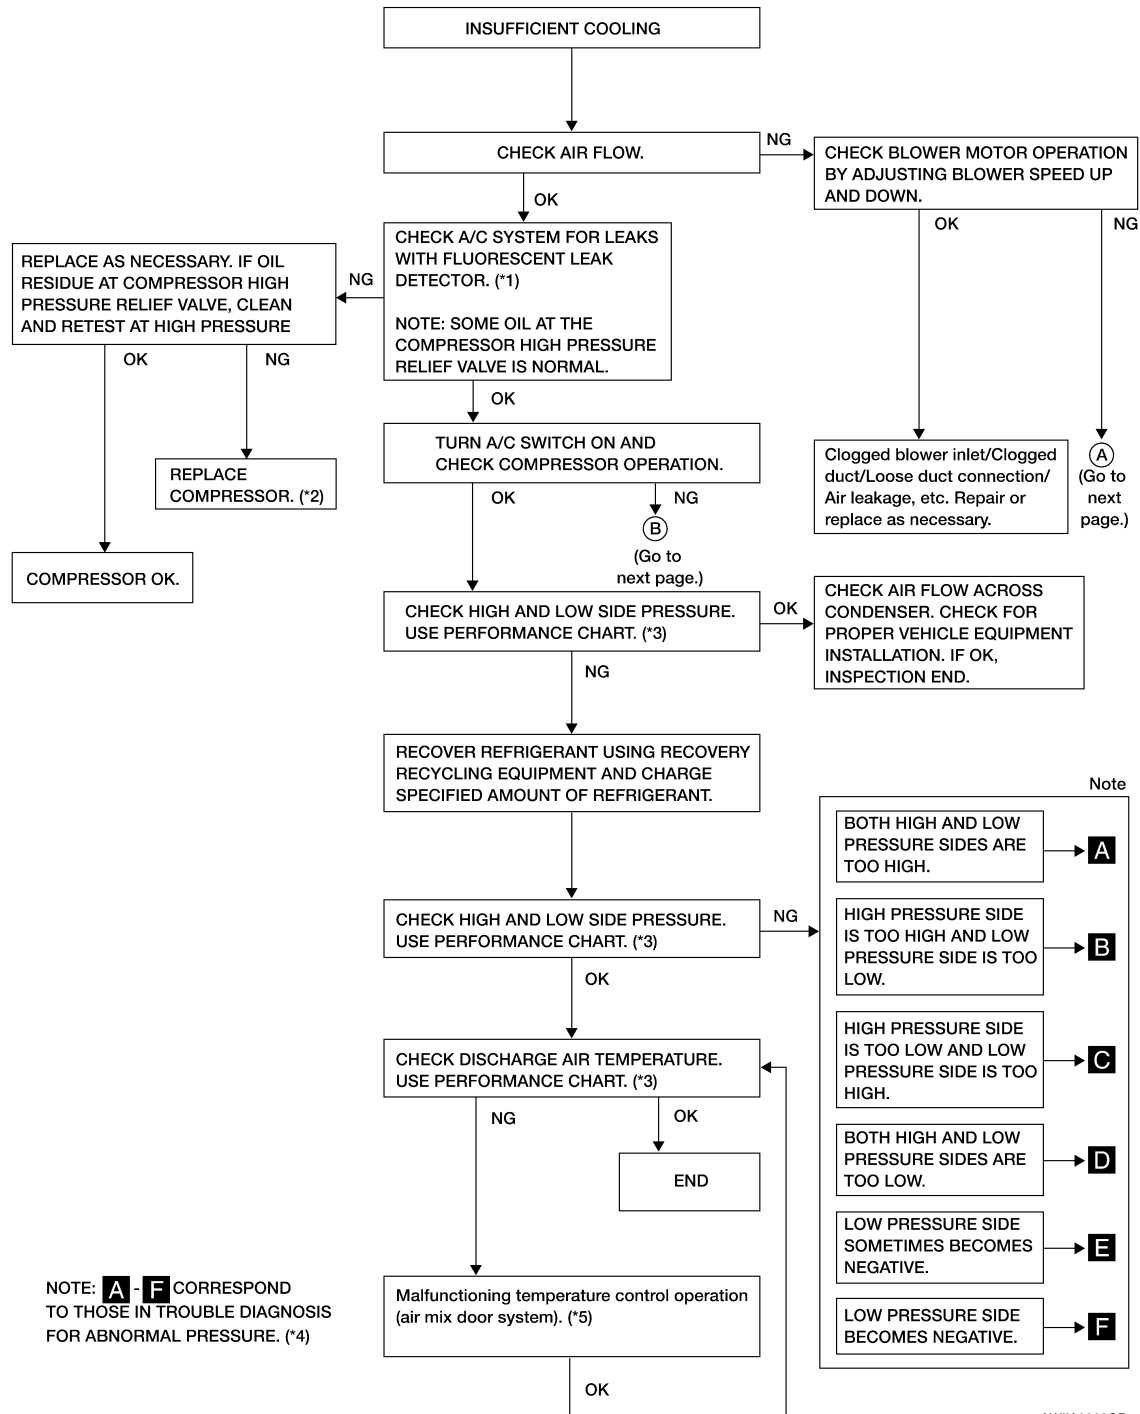 INSUFFICIENT COOLING
CHECK AIR FLOW.
NG
CHECK BLOWER MOTOR OPERATION
BY ADJUSTING BLOWER SPEED UP
AND DOWN.
OK
OK
NG
CHECK A/C SYSTEM FOR LEAKS
WITH FLUORESCENT LEAK
DETECTOR. (*1)
NOTE: SOME OIL AT THE
COMPRESSOR HIGH PRESSURE
RELIEF VALVE IS NORMAL.
NG
REPLACE AS NECESSARY. IF OIL
RESIDUE AT COMPRESSOR HIGH
PRESSURE RELIEF VALVE, CLEAN
AND RETEST AT HIGH PRESSURE
OK
NG
OK
REPLACE
COMPRESSOR. (*2)
COMPRESSOR OK.
TURN A/C SWITCH ON AND
CHECK COMPRESSOR OPERATION.
OK
NG
B
(Go to
next page.)
Clogged blower inlet/Clogged
duct/Loose duct connection/
Air leakage, etc. Repair or
replace as necessary.
A
(Go to
next
page.)
CHECK HIGH AND LOW SIDE PRESSURE.
USE PERFORMANCE CHART. (*3)
OK
CHECK AIR FLOW ACROSS
CONDENSER. CHECK FOR
PROPER VEHICLE EQUIPMENT
INSTALLATION. IF OK,
INSPECTION END.
NG
RECOVER REFRIGERANT USING RECOVERY
RECYCLING EQUIPMENT AND CHARGE
SPECIFIED AMOUNT OF REFRIGERANT.
CHECK HIGH AND LOW SIDE PRESSURE.
USE PERFORMANCE CHART. (*3)
NG
OK
Note
BOTH HIGH AND LOW
PRESSURE SIDES ARE
TOO HIGH.
A
HIGH PRESSURE SIDE
IS TOO HIGH AND LOW
PRESSURE SIDE IS TOO
LOW.
B
HIGH PRESSURE SIDE
IS TOO LOW AND LOW
PRESSURE SIDE IS TOO
HIGH.
C
BOTH HIGH AND LOW
PRESSURE SIDES ARE
TOO LOW.
D
LOW PRESSURE SIDE
SOMETIMES BECOMES
NEGATIVE.
E
LOW PRESSURE SIDE
BECOMES NEGATIVE.
F
CHECK DISCHARGE AIR TEMPERATURE.
USE PERFORMANCE CHART. (*3)
NG
OK
END
Malfunctioning temperature control operation
(air mix door system). (*5)
OK
NOTE: A - F CORRESPOND
TO THOSE IN TROUBLE DIAGNOSIS
FOR ABNORMAL PRESSURE. (*4)